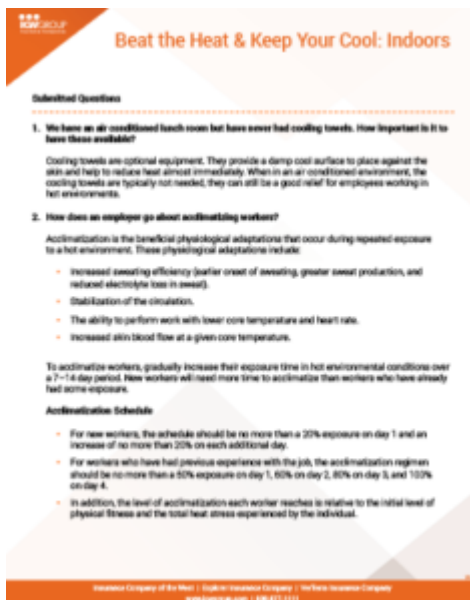 ICWGROUP
Beat the Heat & Keep Your Cool: Indoors
Submitted Questions
1. We have an air conditioned lunch room but have never had cooling towels. How important is it to
have these available?
Cooling towels are optional equipment. They provide a damp cool surface to place against the
skin and help to reduce heat almost immediately. When in an air conditioned environment, the
cooling towels are typically not needed, they can still be a good relief for employees working in
hot environments.
2. How does an employer go about acclimatizing workers?
Acclimatization is the beneficial physiological adaptations that occur during repeated exposure
to a hot environment. These physiological adaptations include:
• Increased sweating efficiency (earlier onset of sweating, greater sweat production, and
reduced electrolyte loss in sweat).
• Stabilization of the circulation.
• The ability to perform work with lower core temperature and heart rate.
• Increased skin blood flow at a given core temperature.
To acclimatize workers, gradually increase their exposure time in hot environmental conditions over
a 7–14 day period. New workers will need more time to acclimatize than workers who have already
had some exposure.
Acclimatization Schedule
• For new workers, the schedule should be no more than a 20% exposure on day 1 and an
increase of no more than 20% on each additional day.
• For workers who have had previous experience with the job, the acclimatization regimen
should be no more than a 50% exposure on day 1, 60% on day 2, 80% on day 3, and 100%
on day 4.
• In addition, the level of acclimatization each worker reaches is relative to the initial level of
physical fitness and the total heat stress experienced by the individual.
Insurance Company of the West | Explorer Insurance Company | VerTerra Insurance Company